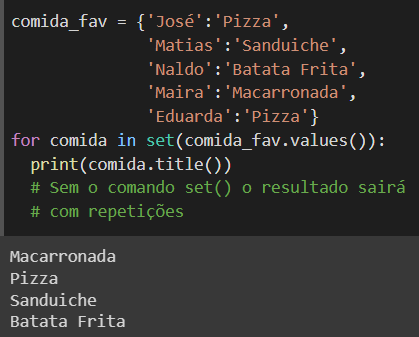 comida_fav = {'José':'Pizza',
'Matias':'Sanduiche',
'Naldo':'Batata Frita',
'Maira':'Macarronada',
'Eduarda':'Pizza'}
for comida in set(comida_fav.values()):
print(comida.title())
# Sem o comando set() o resultado sairá
# com repetições
Macarronada
Pizza
Sanduiche
Batata Frita